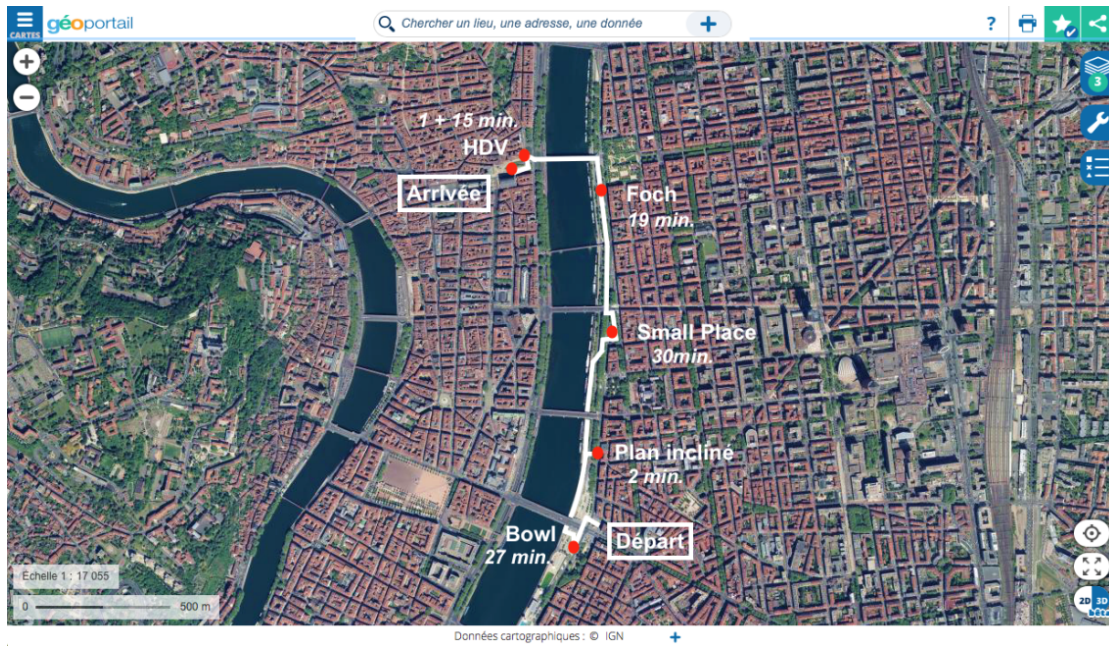 CARTES
géoportail
Chercher un lieu, une adresse, une donnée
+
?
3
+
−
1 + 15 min.
HDV
Arrivée
Foch
19 min.
Small Place
30min.
Plan incline
2 min.
Bowl
27 min.
Départ
Echelle 1 : 17 055
0 500 m
2D 3D
Données cartographiques : © IGN +